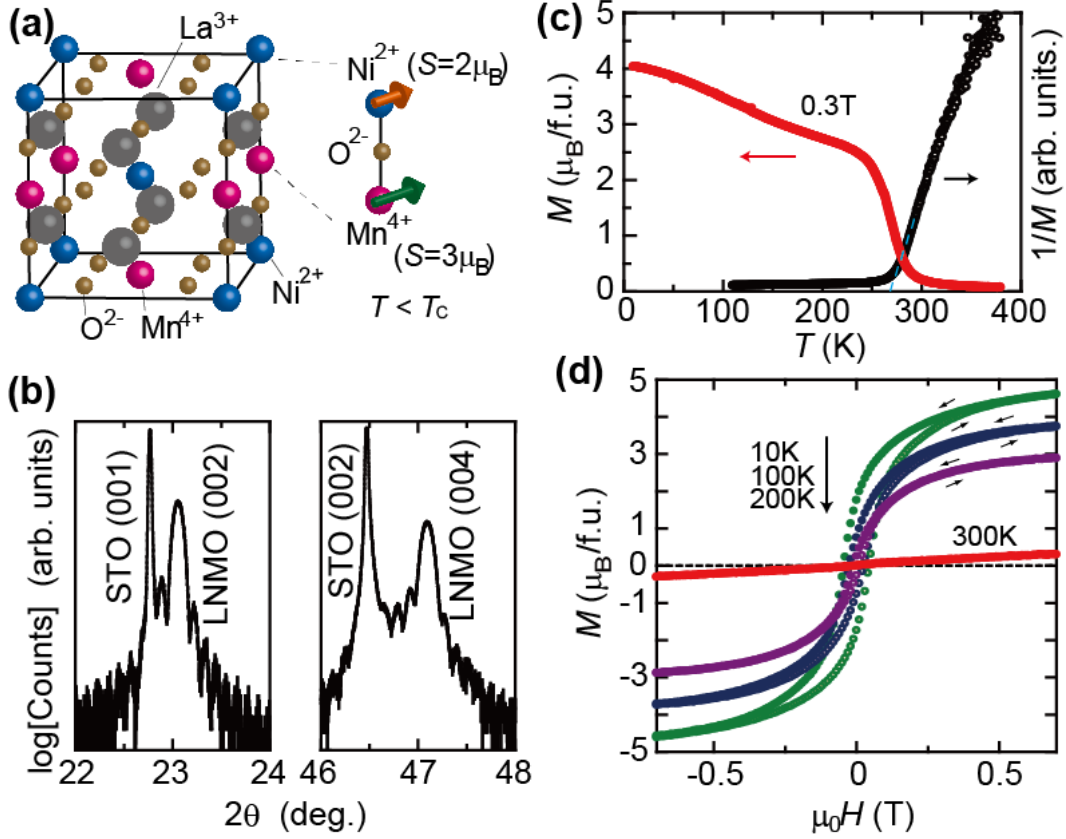 (a)
La³⁺
Ni²⁺
(S=2μB)
O²⁻
Mn⁴⁺
(S=3μB)
Ni²⁺
O²⁻
Mn⁴⁺
T < TC
(b)
log[Counts] (arb. units)
STO (001)
LNMO (002)
STO (002)
LNMO (004)
22
23
24
46
47
48
2θ (deg.)
(c)
M (μB/f.u.)
5
4
3
2
1
0
0.3T
1/M (arb. units.)
100
200
300
400
T (K)
(d)
M (μB/f.u.)
5
3
1
0
-1
-3
-5
10K
100K
200K
300K
-0.5
0
0.5
μ0H (T)